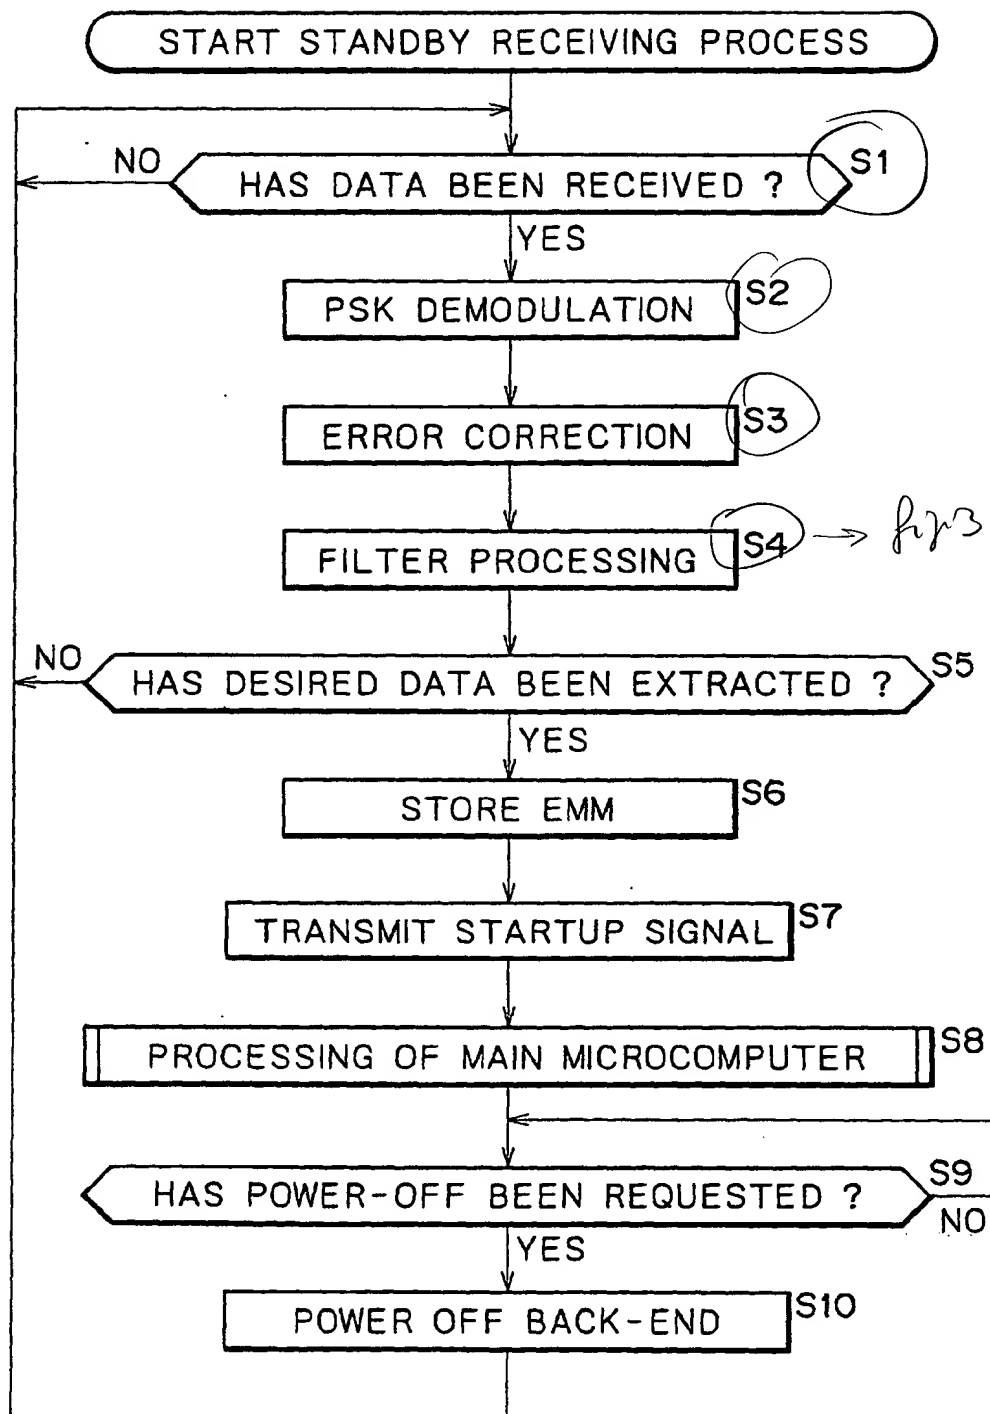 START STANDBY RECEIVING PROCESS
NO
HAS DATA BEEN RECEIVED ?
S1
YES
PSK DEMODULATION
S2
ERROR CORRECTION
S3
FILTER PROCESSING
S4
fig 3
NO
HAS DESIRED DATA BEEN EXTRACTED ?
S5
YES
STORE EMM
S6
TRANSMIT STARTUP SIGNAL
S7
PROCESSING OF MAIN MICROCOMPUTER
S8
HAS POWER-OFF BEEN REQUESTED ?
S9
NO
YES
POWER OFF BACK-END
S10